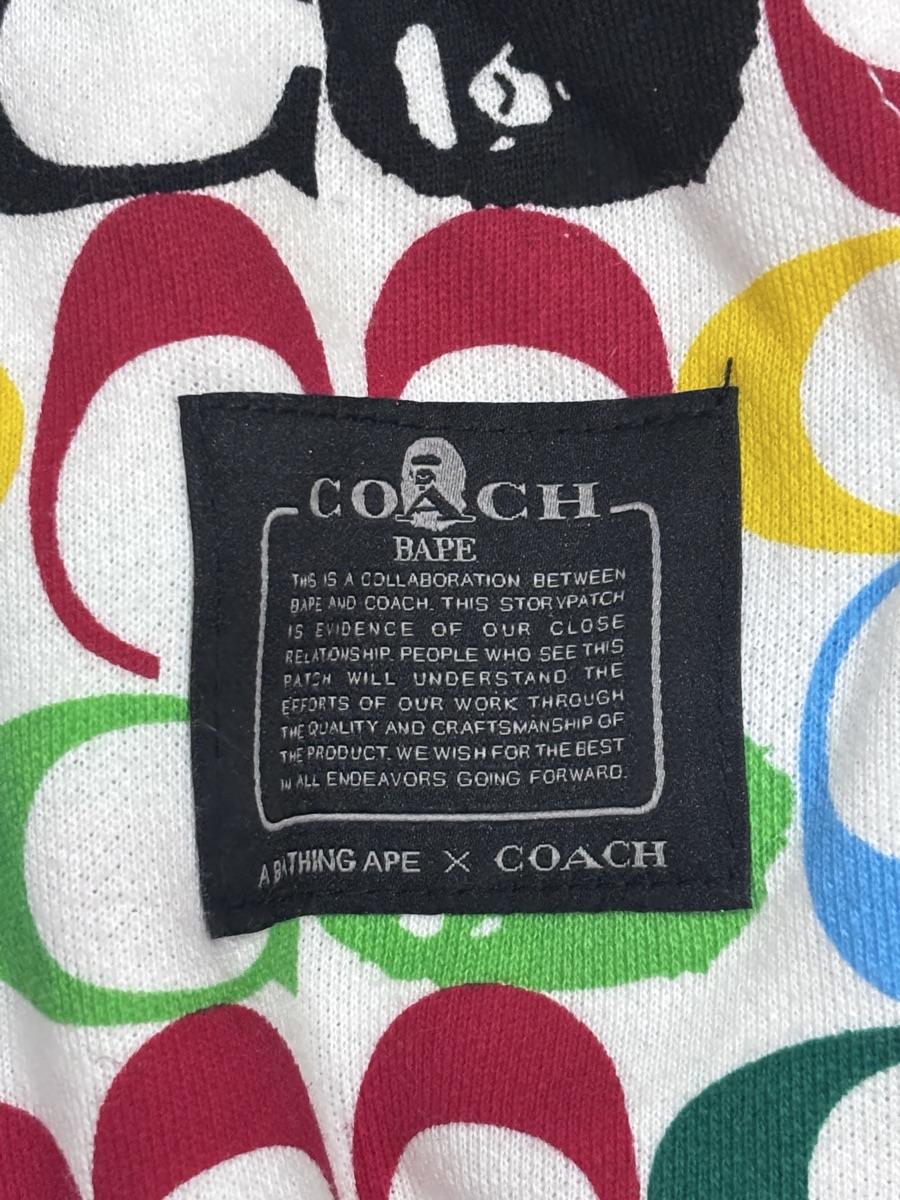 COACH
BAPE
THIS IS A COLLABORATION BETWEEN
BAPE AND COACH. THIS STORYPATCH
IS EVIDENCE OF OUR CLOSE
RELATIONSHIP. PEOPLE WHO SEE THIS
PATCH WILL UNDERSTAND THE
EFFORTS OF OUR WORK THROUGH
THE QUALITY AND CRAFTSMANSHIP OF
THE PRODUCT. WE WISH FOR THE BEST
IN ALL ENDEAVORS GOING FORWARD.
A BATHING APE × COACH